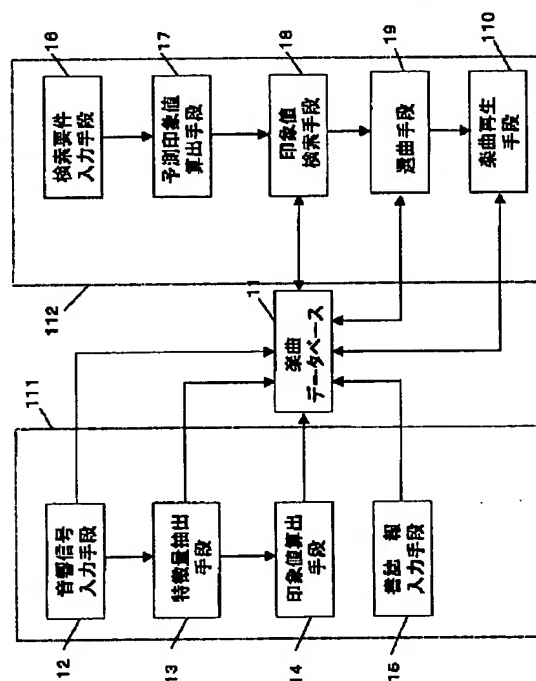 111
音響信号
入力手段
12
特徴量抽出
手段
13
印象値算出
手段
14
書誌 報
入力手段
15
11
楽曲
データベース
112
検索要件
入力手段
16
予測印象値
算出手段
17
印象値
検索手段
18
選曲手段
19
楽曲再生
手段
110